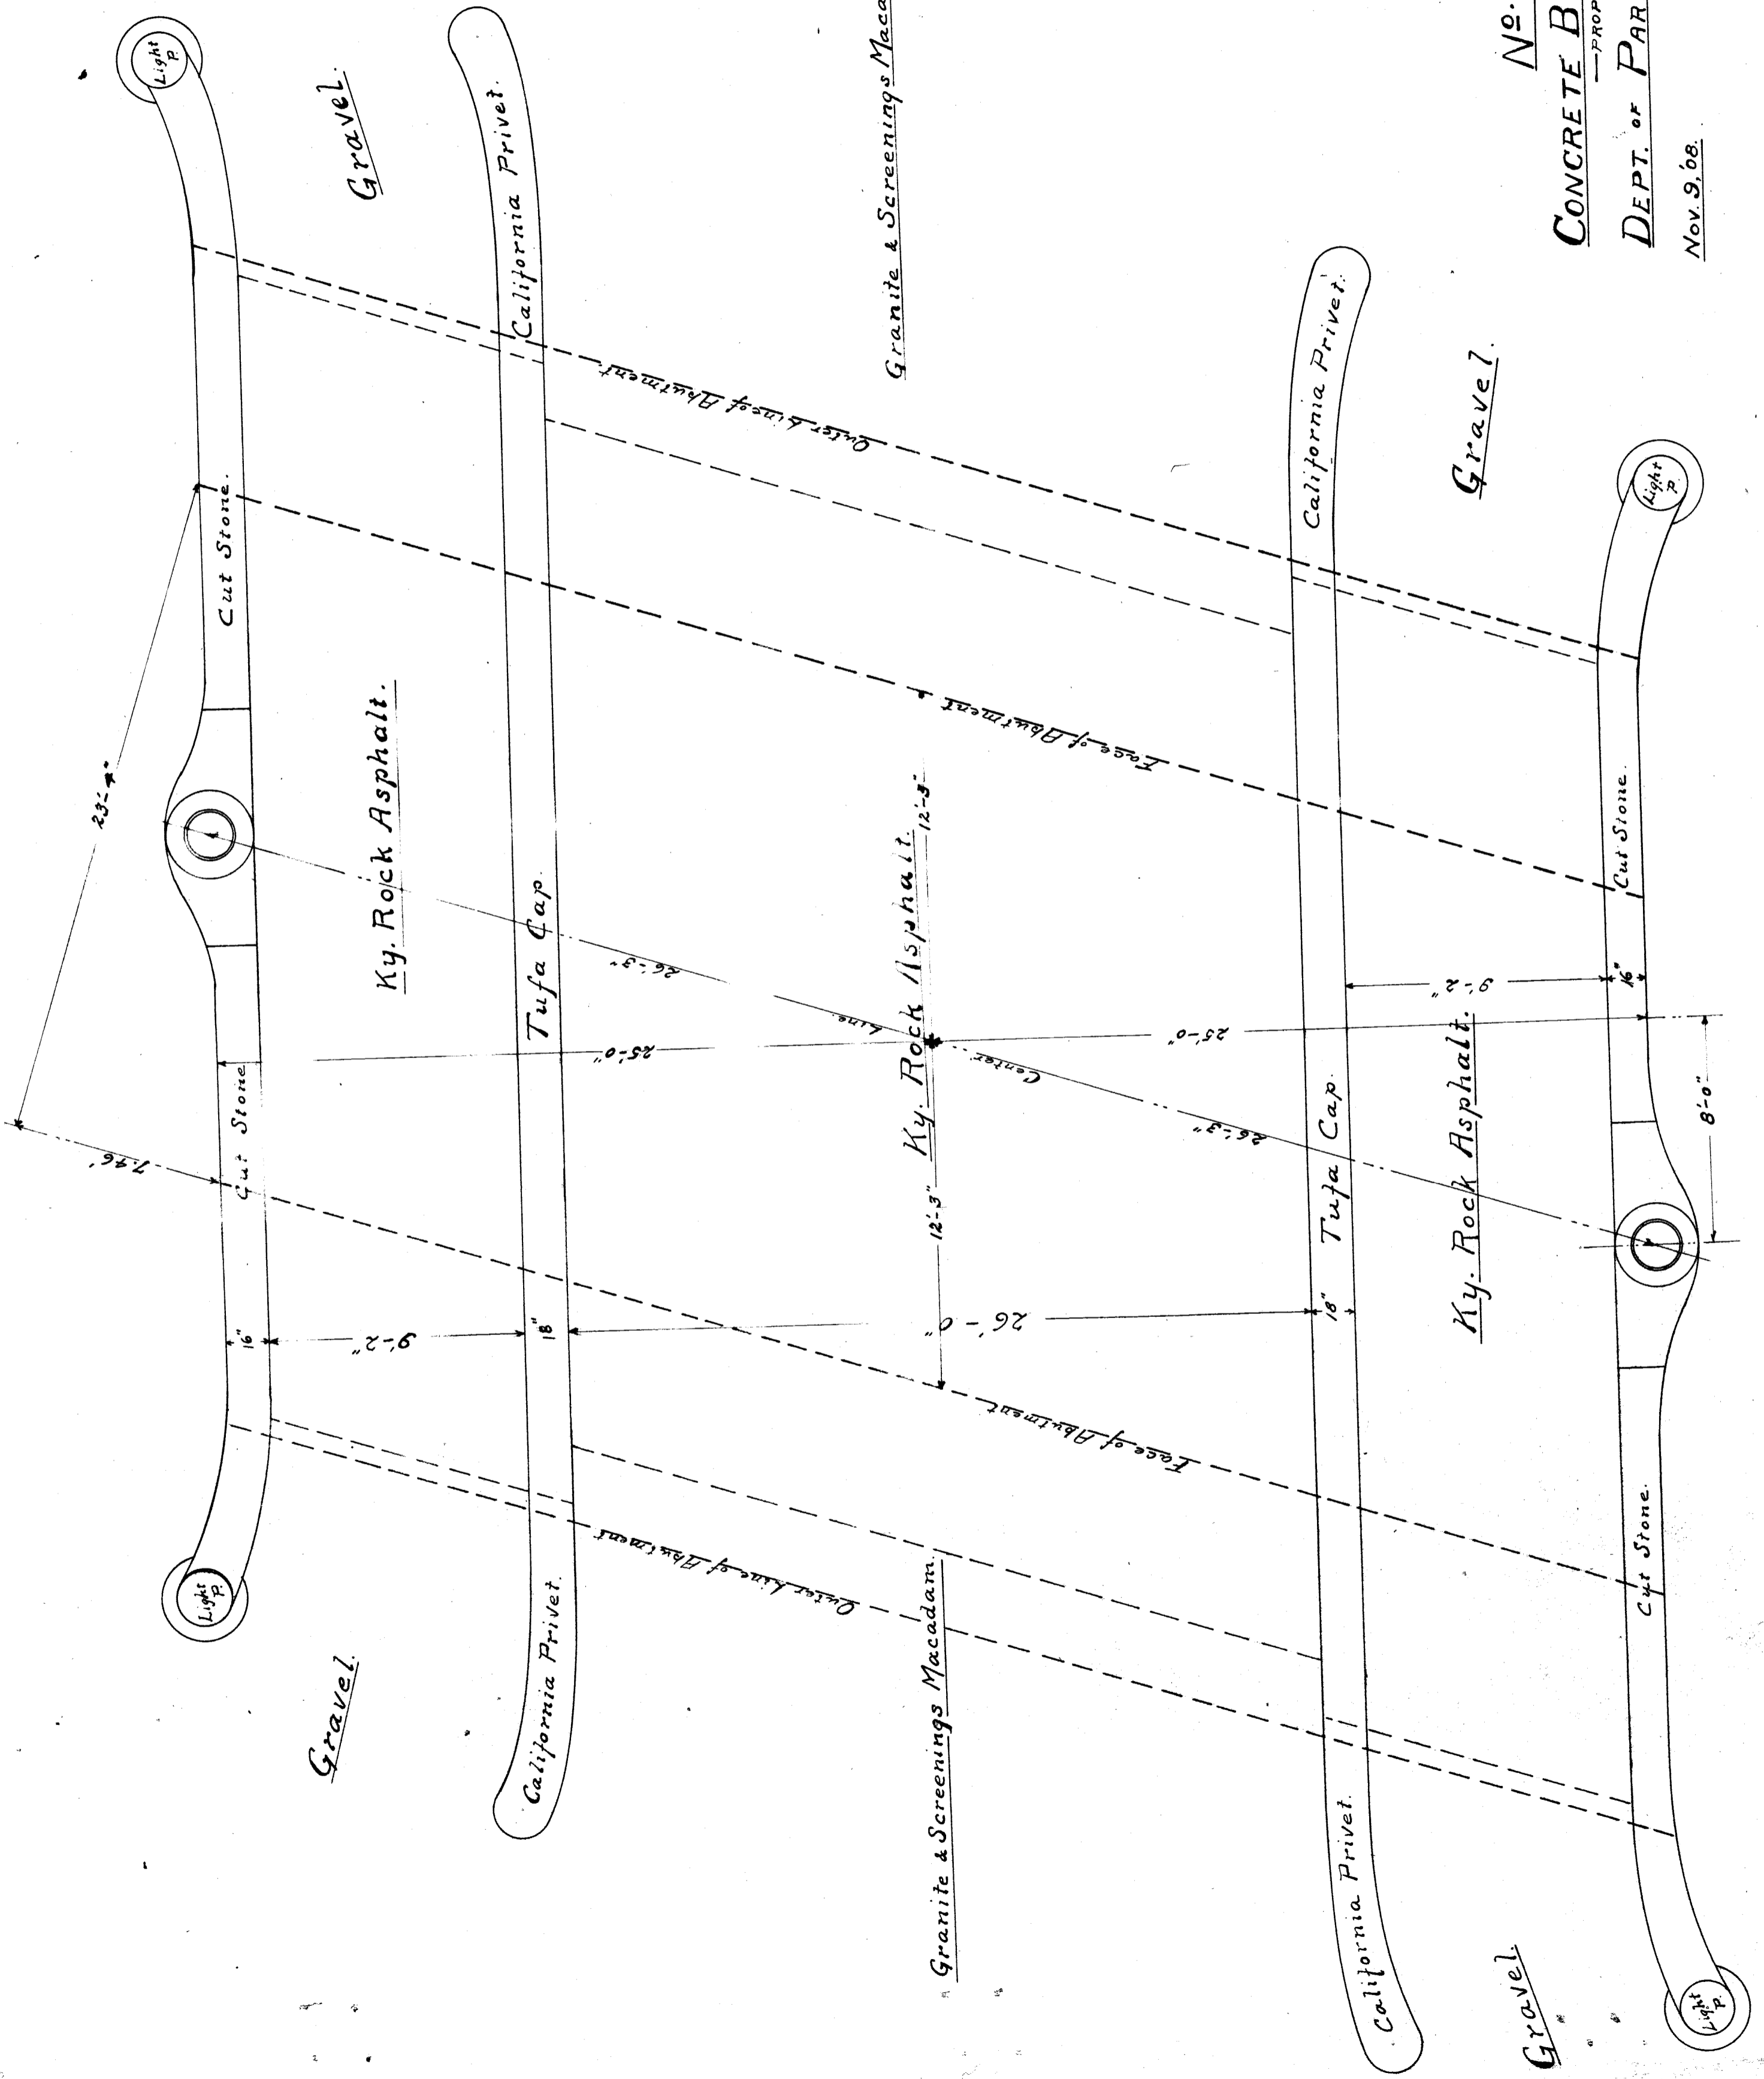 No.
CONCRETE B
—PROP
DEPT. OF PAR
Nov. 9, '08.
Light P.
Cut Stone
Cut Stone.
Light P.
7.46'
23'-4"
16"
Gravel.
9'-2"
Ky. Rock Asphalt.
Gravel.
California Privet.
18"
Tufa Cap.
California Privet.
Outer Line of Abutment
Face of Abutment
25'-0"
26'-3"
Outer Line of Abutment.
Granite & Screenings Macadam.
12'-3"
Ky. Rock Asphalt.
12'-3"
Granite & Screenings Maca
26'-0"
Center Line.
Face of Abutment
25'-0"
26'-3"
California Privet.
18"
Tufa Cap.
California Privet.
Gravel.
Ky. Rock Asphalt.
9'-2"
Gravel.
Light P.
Cut Stone.
16"
Cut Stone.
Light P.
8'-0"